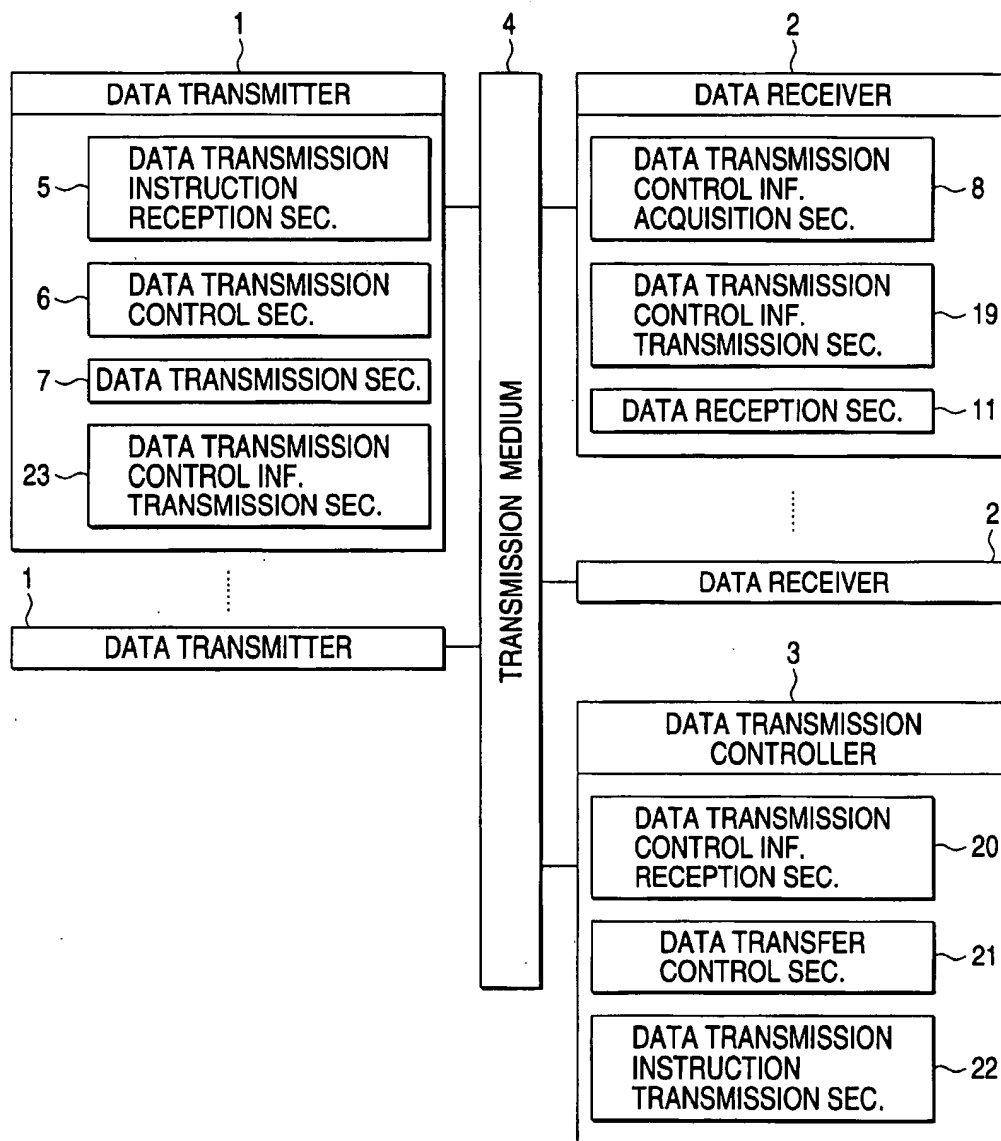 1
DATA TRANSMITTER
5
DATA TRANSMISSION
INSTRUCTION
RECEPTION SEC.
6
DATA TRANSMISSION
CONTROL SEC.
7
DATA TRANSMISSION SEC.
23
DATA TRANSMISSION
CONTROL INF.
TRANSMISSION SEC.
1
DATA TRANSMITTER
4
TRANSMISSION MEDIUM
2
DATA RECEIVER
DATA TRANSMISSION
CONTROL INF.
ACQUISITION SEC.
8
DATA TRANSMISSION
CONTROL INF.
TRANSMISSION SEC.
19
DATA RECEPTION SEC.
11
2
DATA RECEIVER
3
DATA TRANSMISSION
CONTROLLER
DATA TRANSMISSION
CONTROL INF.
RECEPTION SEC.
20
DATA TRANSFER
CONTROL SEC.
21
DATA TRANSMISSION
INSTRUCTION
TRANSMISSION SEC.
22